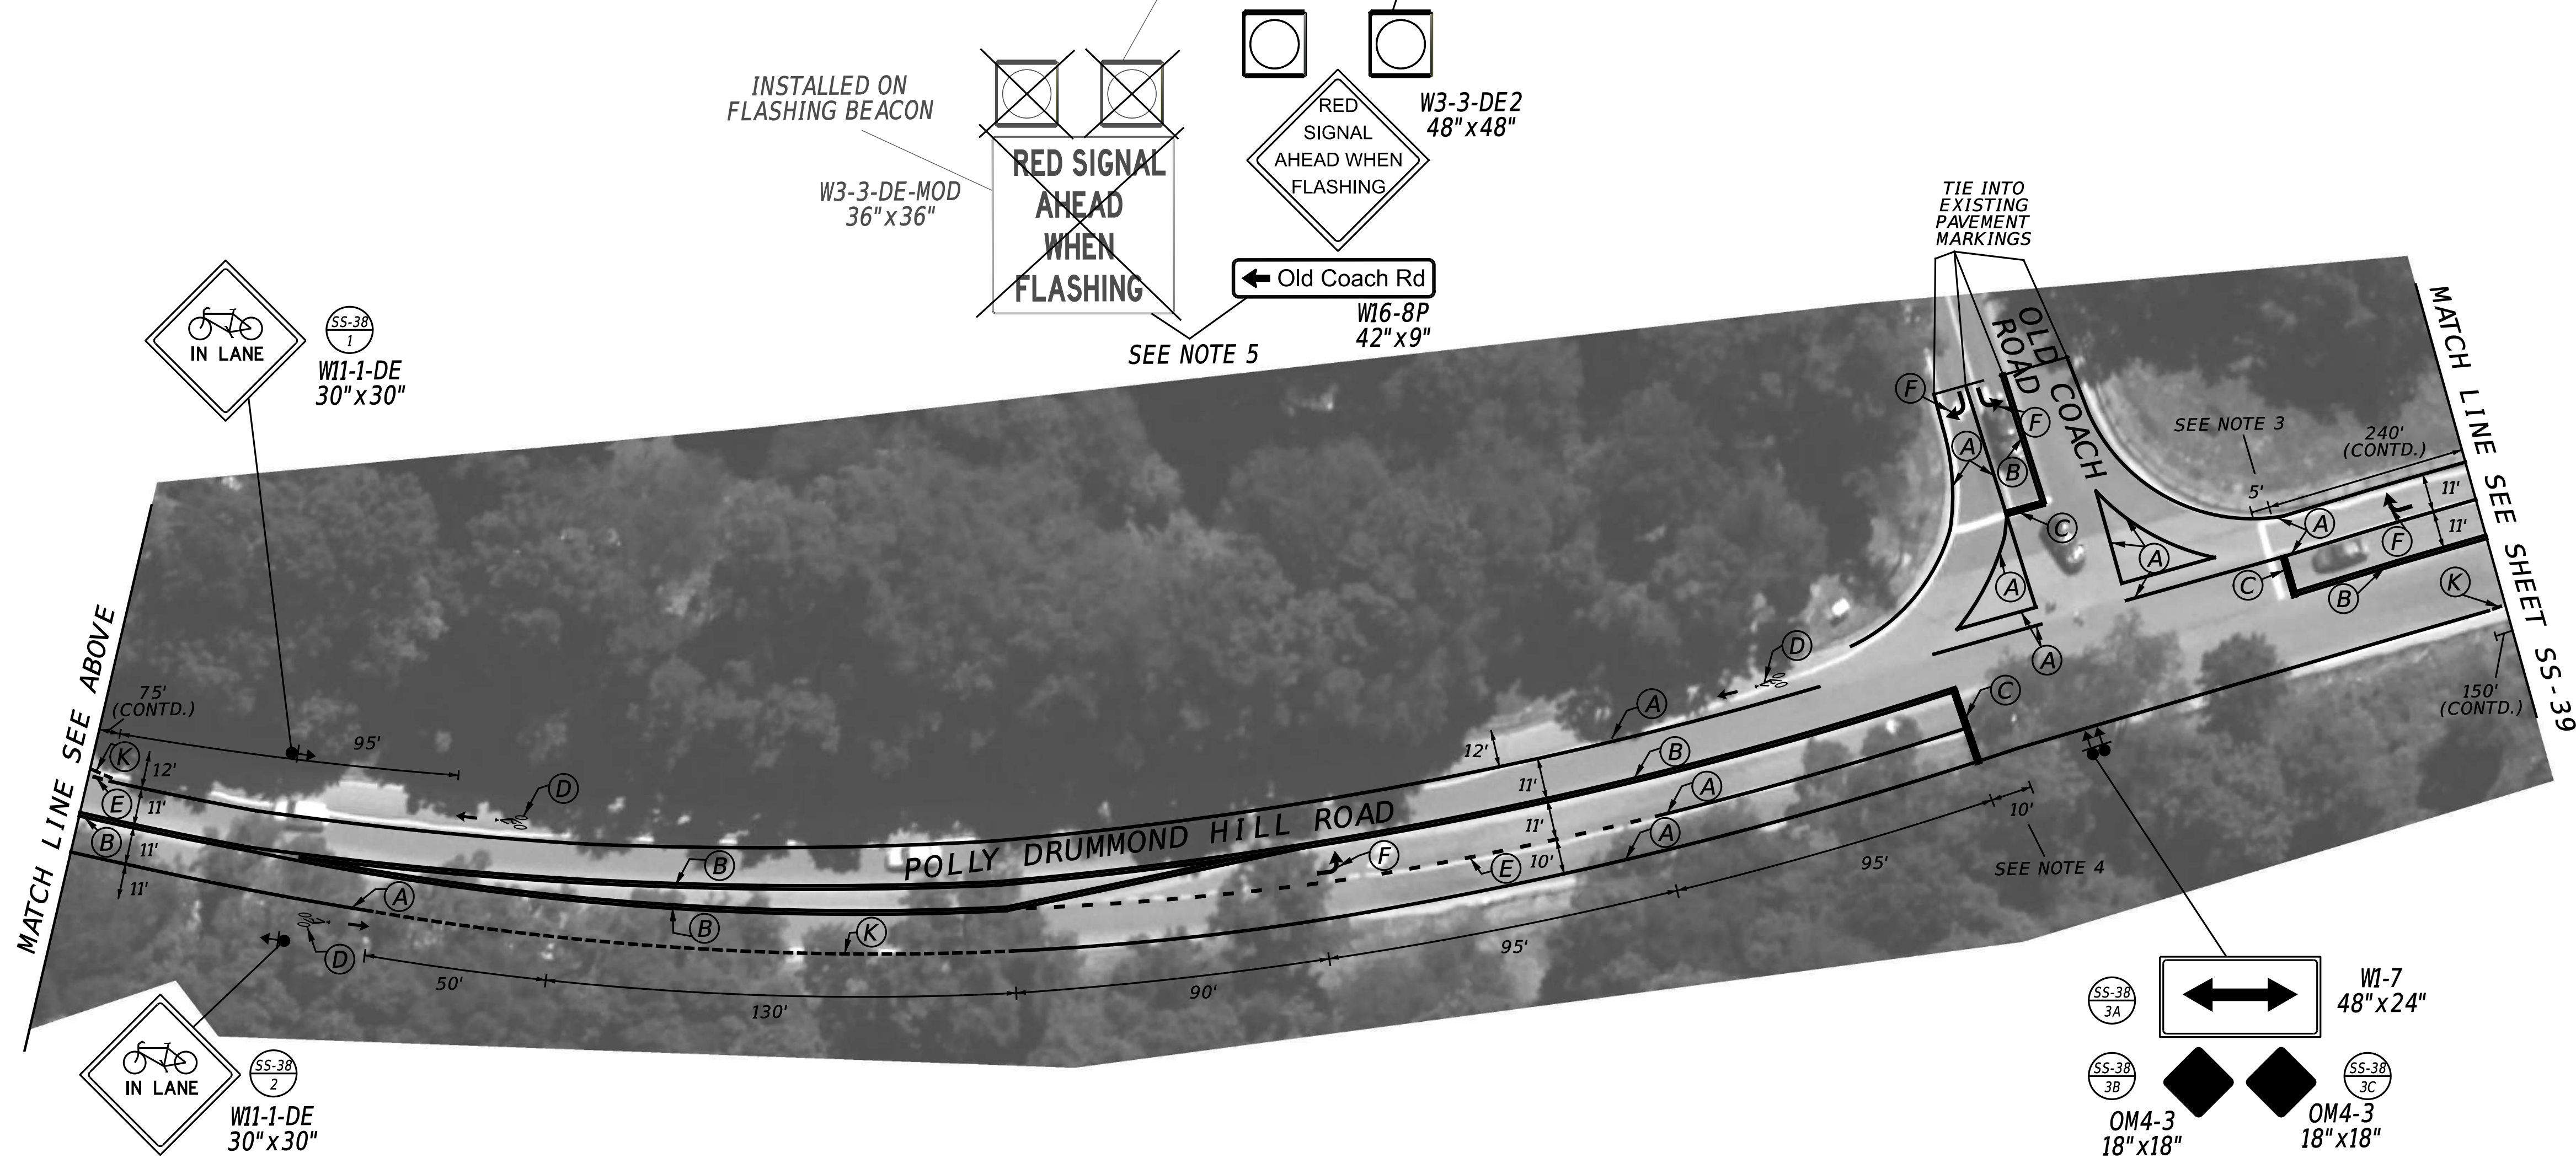 INSTALLED ON
FLASHING BEACON
RED SIGNAL
AHEAD
WHEN
FLASHING
W3-3-DE-MOD
36"x36"
RED
SIGNAL
AHEAD WHEN
FLASHING
W3-3-DE2
48"x48"
Old Coach Rd
W16-8P
42"x9"
SEE NOTE 5
TIE INTO
EXISTING
PAVEMENT
MARKINGS
IN LANE
SS-38
1
W11-1-DE
30"x30"
OLD COACH
ROAD
F
F
A
B
C
A
A
A
SEE NOTE 3
240'
(CONTD.)
5'
11'
11'
A
F
C
B
K
MATCH LINE SEE SHEET SS-39
150'
(CONTD.)
MATCH LINE SEE ABOVE
75'
(CONTD.)
95'
K
12'
E
11'
B
11'
11'
D
A
D
B
B
K
POLLY DRUMMOND HILL ROAD
12'
11'
11'
10'
A
B
A
A
E
F
D
C
50'
130'
90'
95'
95'
10'
SEE NOTE 4
IN LANE
SS-38
2
W11-1-DE
30"x30"
SS-38
3A
W1-7
48"x24"
SS-38
3B
OM4-3
18"x18"
SS-38
3C
OM4-3
18"x18"